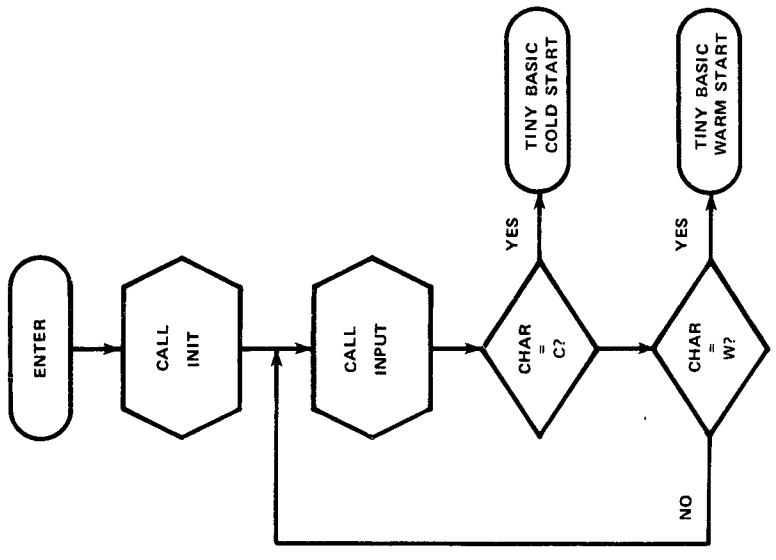 ENTER
CALL
INIT
CALL
INPUT
CHAR
=
C?
YES
TINY BASIC
COLD START
CHAR
=
W?
YES
TINY BASIC
WARM START
NO